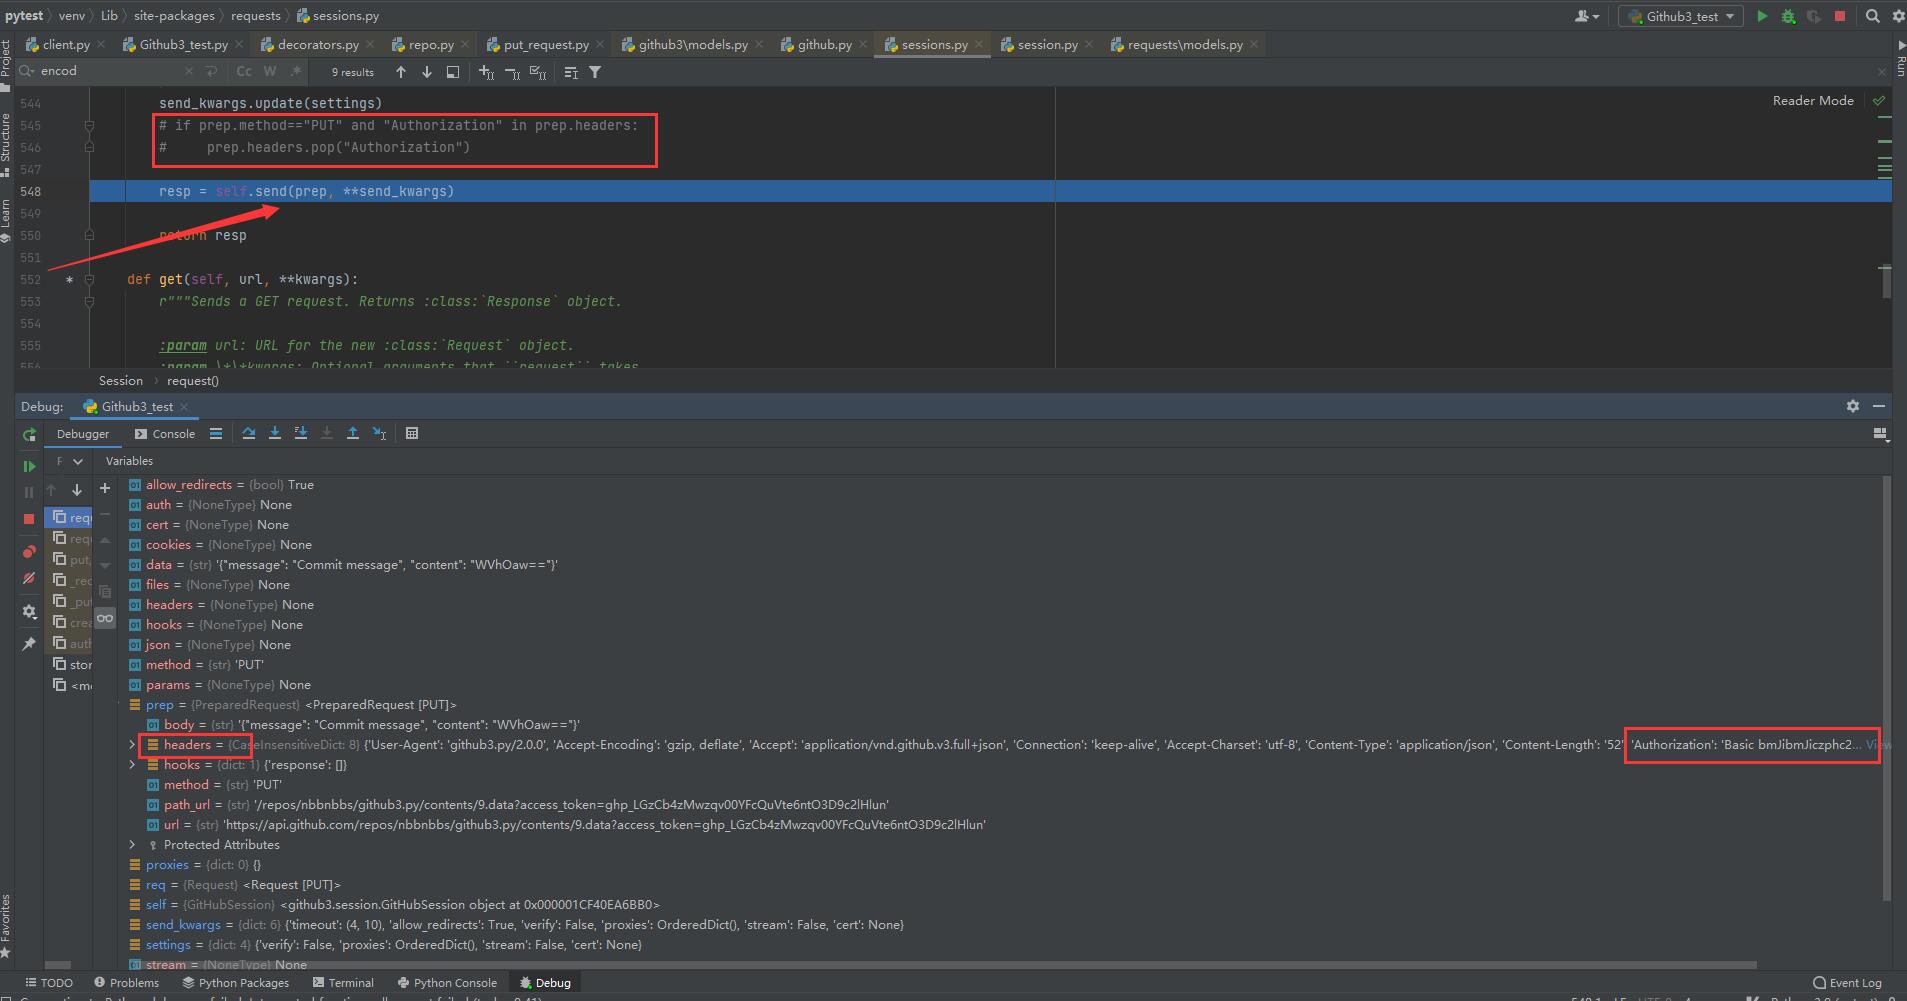 pytest › venv › Lib › site-packages › requests › sessions.py
Github3_test
client.py Github3_test.py decorators.py repo.py put_request.py github3\models.py github.py sessions.py session.py requests\models.py
encod Cc W .* 9 results
Reader Mode
Project
Structure
Learn
Favorites
Run
544 send_kwargs.update(settings)
545 # if prep.method=="PUT" and "Authorization" in prep.headers:
546 #     prep.headers.pop("Authorization")
547
548 resp = self.send(prep, **send_kwargs)
549
550 return resp
551
552 * def get(self, url, **kwargs):
553 r"""Sends a GET request. Returns :class:`Response` object.
554
555 :param url: URL for the new :class:`Request` object.
556 :param \*\*kwargs: Optional arguments that ``request`` takes.
Session › request()
Debug: Github3_test
Debugger Console
F Variables
requ
requ
put,
_rec
_put
crea
auth
stor
<mo
allow_redirects = {bool} True
auth = {NoneType} None
cert = {NoneType} None
cookies = {NoneType} None
data = {str} '{"message": "Commit message", "content": "WVhOaw=="}'
files = {NoneType} None
headers = {NoneType} None
hooks = {NoneType} None
json = {NoneType} None
method = {str} 'PUT'
params = {NoneType} None
prep = {PreparedRequest} <PreparedRequest [PUT]>
body = {str} '{"message": "Commit message", "content": "WVhOaw=="}'
headers = {CaseInsensitiveDict: 8} {'User-Agent': 'github3.py/2.0.0', 'Accept-Encoding': 'gzip, deflate', 'Accept': 'application/vnd.github.v3.full+json', 'Connection': 'keep-alive', 'Accept-Charset': 'utf-8', 'Content-Type': 'application/json', 'Content-Length': '52' 'Authorization': 'Basic bmJibmJiczphc2... View
hooks = {dict: 1} {'response': []}
method = {str} 'PUT'
path_url = {str} '/repos/nbbnbbs/github3.py/contents/9.data?access_token=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'
url = {str} 'https://api.github.com/repos/nbbnbbs/github3.py/contents/9.data?access_token=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'
Protected Attributes
proxies = {dict: 0} {}
req = {Request} <Request [PUT]>
self = {GitHubSession} <github3.session.GitHubSession object at 0x000001CF40EA6BB0>
send_kwargs = {dict: 6} {'timeout': (4, 10), 'allow_redirects': True, 'verify': False, 'proxies': OrderedDict(), 'stream': False, 'cert': None}
settings = {dict: 4} {'verify': False, 'proxies': OrderedDict(), 'stream': False, 'cert': None}
stream = {NoneType} None
TODO Problems Python Packages Terminal Python Console Debug Event Log